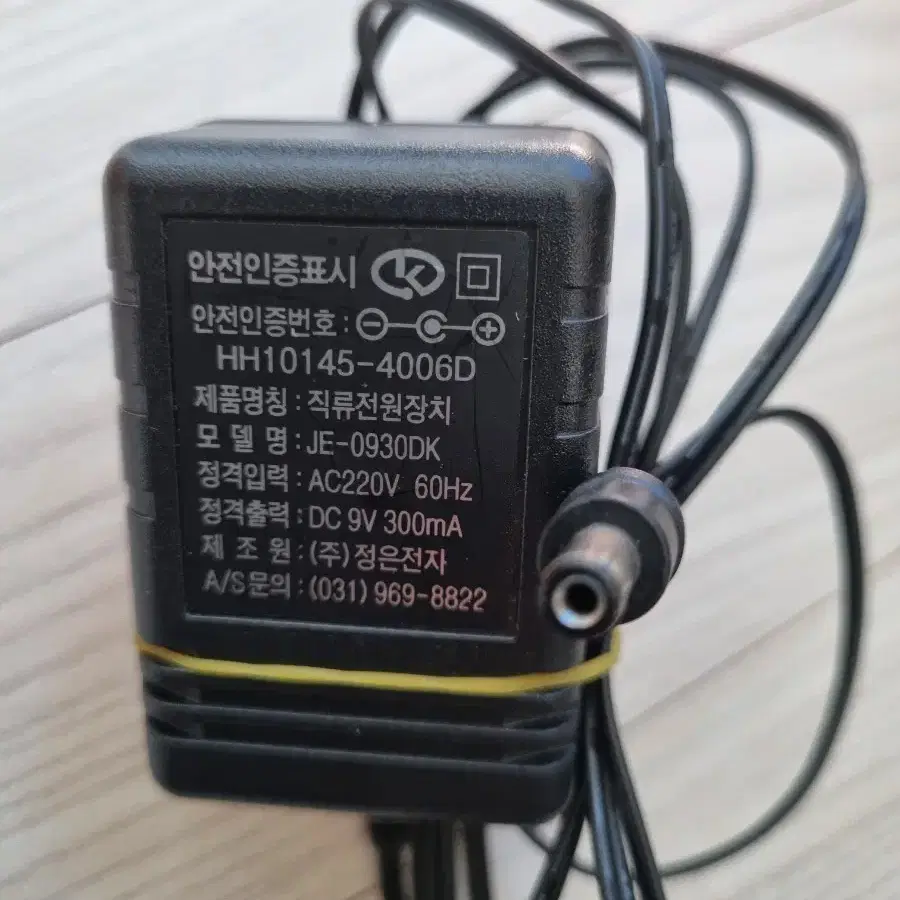 안전인증표시
안전인증번호 :
HH10145-4006D
제품명칭 : 직류전원장치
모 델 명 : JE-0930DK
정격입력 : AC220V 60Hz
정격출력 : DC 9V 300mA
제 조 원 : (주) 정은전자
A/S문의 : (031) 969-8822